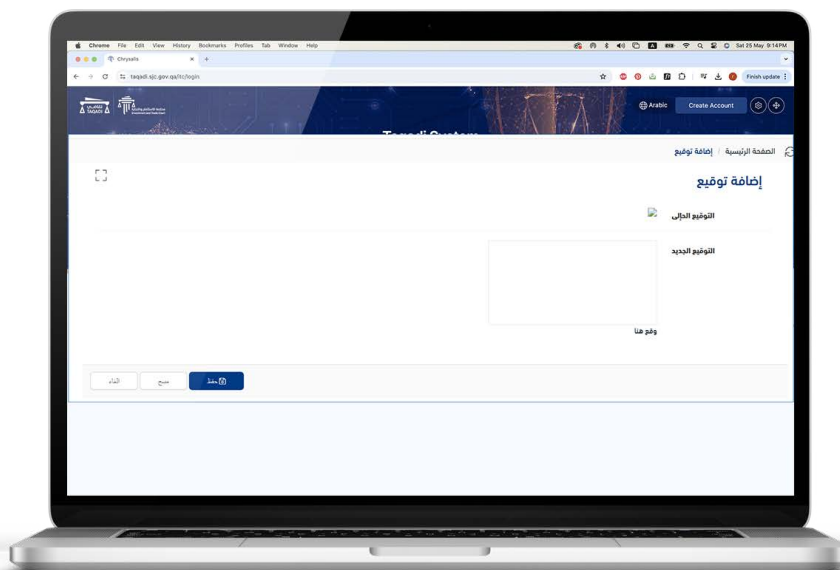 Chrome File Edit View History Bookmarks Profiles Tab Window Help
Sat 25 May 9:14 PM
Chrysalis
taqadi.sjc.gov.qa/itc/login
Finish update
TAQADI
Arabic
Create Account
Taqadi System
الصفحة الرئيسية / إضافة توقيع
إضافة توقيع
التوقيع الحالي
التوقيع الجديد
وقع هنا
حفظ
مسح
الغاء